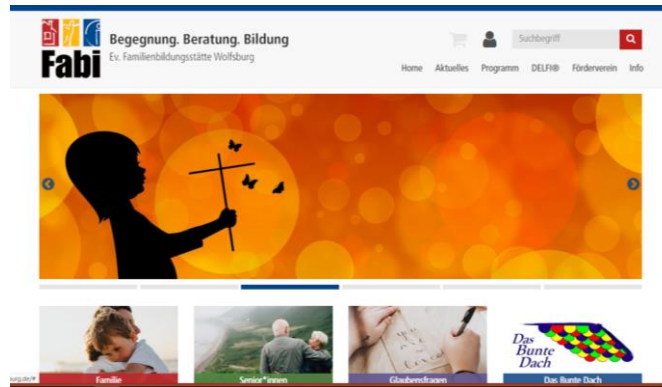 Fabi
Begegnung. Beratung. Bildung
Ev. Familienbildungsstätte Wolfsburg
Suchbegriff
Home Aktuelles Programm DELFI® Förderverein Info
Das
Bunte
Dach
Familie
Senior*innen
Glaubensfragen
Das Bunte Dach